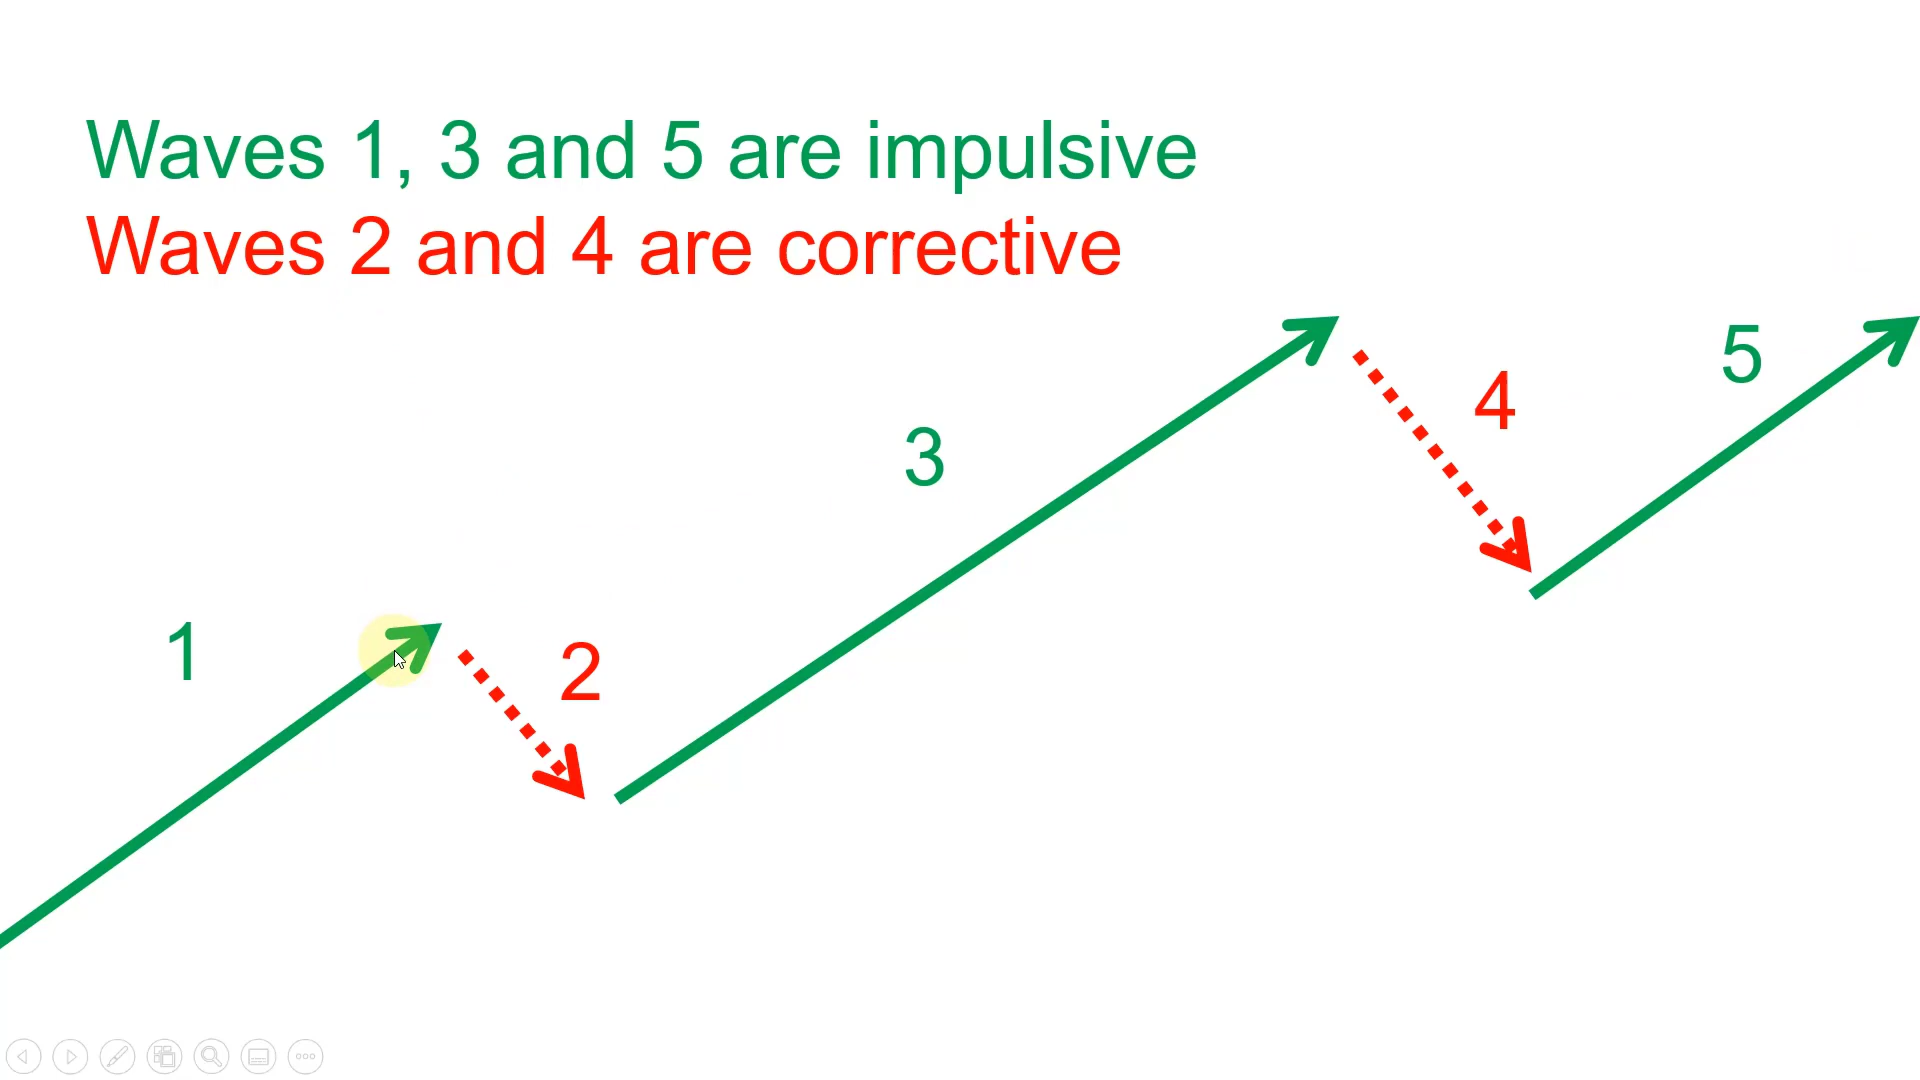 Waves 1, 3 and 5 are impulsive
Waves 2 and 4 are corrective
1
2
3
4
5